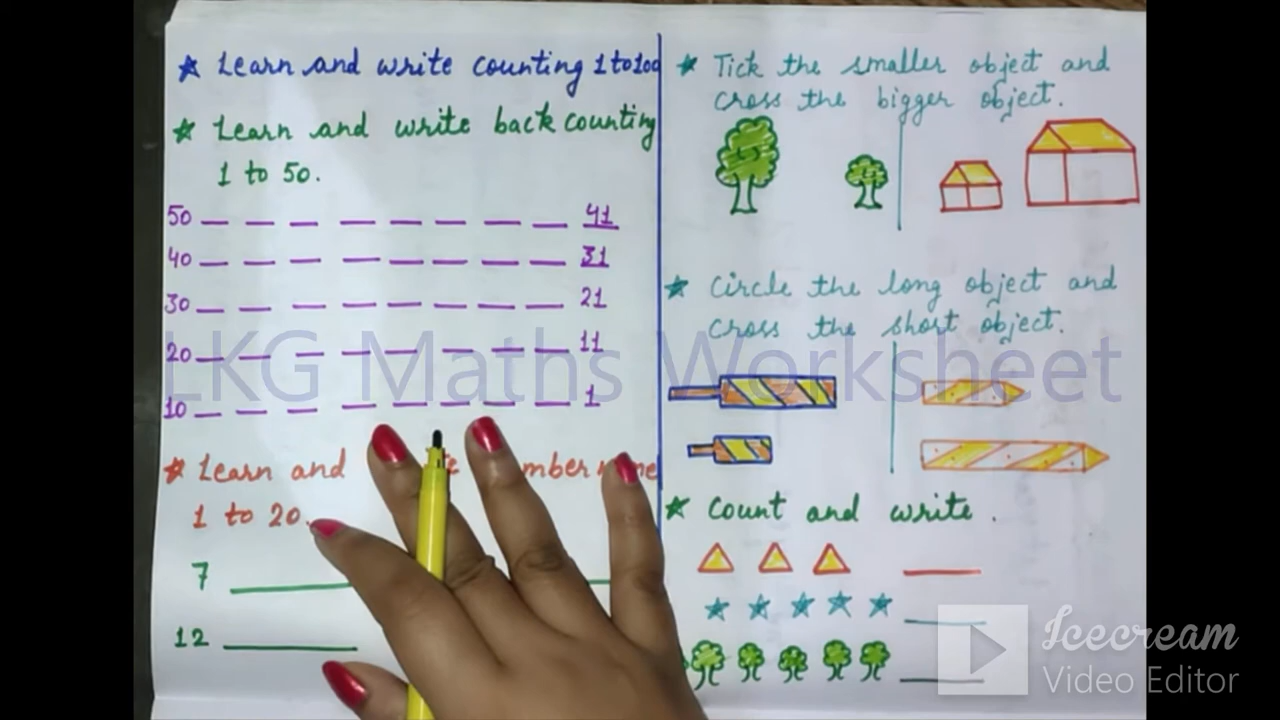 Learn and write counting 1 to 100
Learn and write back counting
1 to 50.
50 41
40 31
30 21
20 11
10 1
Learn and
1 to 20.
7
12
Tick the smaller object and
cross the bigger object.
Circle the long object and
cross the short object.
Count and write.
LKG Maths Worksheet
Icecream
Video Editor